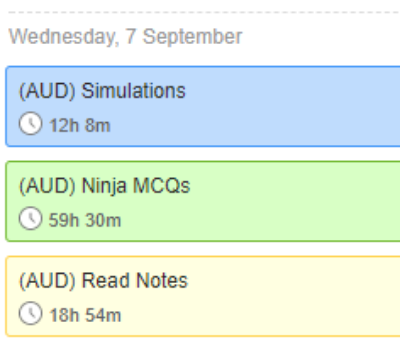 Wednesday, 7 September
(AUD) Simulations
12h 8m
(AUD) Ninja MCQs
59h 30m
(AUD) Read Notes
18h 54m